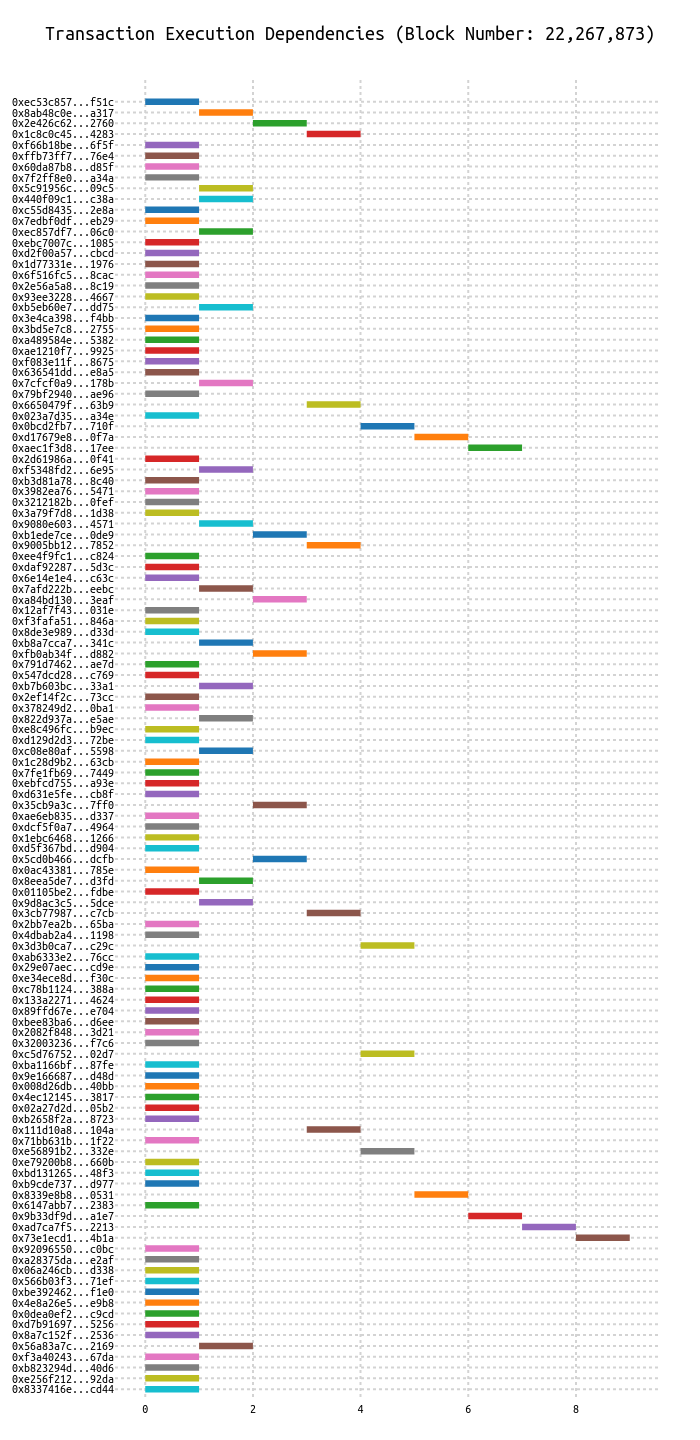 Transaction Execution Dependencies (Block Number: 22,267,873)
0xec53c857...f51c
0x8ab48c0e...a317
0x2e426c62...2760
0x1c8c0c45...4283
0xf66b18be...6f5f
0xffb73ff7...76e4
0x60da87b8...d85f
0x7f2ff8e0...a34a
0x5c91956c...09c5
0x440f09c1...c38a
0xc55d8435...2e8a
0x7edbf0df...eb29
0xec857df7...06c0
0xebc7007c...1085
0xd2f00a57...cbcd
0x1d77331e...1976
0x6f516fc5...8cac
0x2e56a5a8...8c19
0x93ee3228...4667
0xb5eb60e7...dd75
0x3e4ca398...f4bb
0x3bd5e7c8...2755
0xa489584e...5382
0xae1210f7...9925
0xf083e11f...8675
0x636541dd...e8a5
0x7cfcf0a9...178b
0x79bf2940...ae96
0x6650479f...63b9
0x023a7d35...a34e
0x0bcd2fb7...710f
0xd17679e8...0f7a
0xaec1f3d8...17ee
0x2d61986a...0f41
0xf5348fd2...6e95
0xb3d81a78...8c40
0x3982ea76...5471
0x3212182b...0fef
0x3a79f7d8...1d38
0x9080e603...4571
0xb1ede7ce...0de9
0x9005bb12...7852
0xee4f9fc1...c824
0xdaf92287...5d3c
0x6e14e1e4...c63c
0x7afd222b...eebc
0xa84bd130...3eaf
0x12af7f43...031e
0xf3fafa51...846a
0x8de3e989...d33d
0xb8a7cca7...341c
0xfb0ab34f...d882
0x791d7462...ae7d
0x547dcd28...c769
0xb7b603bc...33a1
0x2ef14f2c...73cc
0x378249d2...0ba1
0x822d937a...e5ae
0xe8c496fc...b9ec
0xd129d2d3...72be
0xc08e80af...5598
0x1c28d9b2...63cb
0x7fe1fb69...7449
0xebfcd755...a93e
0xd631e5fe...cb8f
0x35cb9a3c...7ff0
0xae6eb835...d337
0xdcf5f0a7...4964
0x1ebc6468...1266
0xd5f367bd...d904
0x5cd0b466...dcfb
0x0ac43381...785e
0x8eea5de7...d3fd
0x01105be2...fdbe
0x9d8ac3c5...5dce
0x3cb77987...c7cb
0x2bb7ea2b...65ba
0x4dbab2a4...1198
0x3d3b0ca7...c29c
0xab6333e2...76cc
0x29e07aec...cd9e
0xe34ece8d...f30c
0xc78b1124...388a
0x133a2271...4624
0x89ffd67e...e704
0xbee83ba6...d6ee
0x2082f848...3d21
0x32003236...f7c6
0xc5d76752...02d7
0xba1166bf...87fe
0x9e166687...d48d
0x008d26db...40bb
0x4ec12145...3817
0x02a27d2d...05b2
0xb2658f2a...8723
0x111d10a8...104a
0x71bb631b...1f22
0xe56891b2...332e
0xe79200b8...660b
0xbd131265...48f3
0xb9cde737...d977
0x8339e8b8...0531
0x6147abb7...2383
0x9b33df9d...a1e7
0xad7ca7f5...2213
0x73e1ecd1...4b1a
0x92096550...c0bc
0xa28375da...e2af
0x06a246cb...d338
0x566b03f3...71ef
0xbe392462...f1e0
0x4e8a26e5...e9b8
0x0dea0ef2...c9cd
0xd7b91697...5256
0x8a7c152f...2536
0x56a83a7c...2169
0xf3a40243...67da
0xb823294d...40d6
0xe256f212...92da
0x8337416e...cd44
0 2 4 6 8